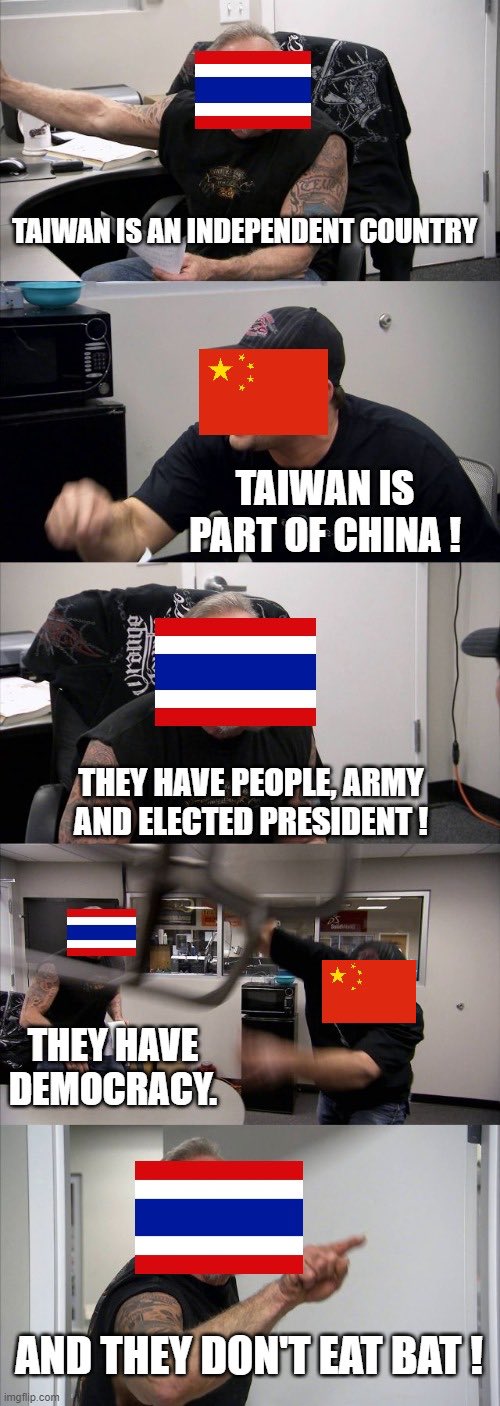 TAIWAN IS AN INDEPENDENT COUNTRY
TAIWAN IS
PART OF CHINA !
THEY HAVE PEOPLE, ARMY
AND ELECTED PRESIDENT !
THEY HAVE
DEMOCRACY.
AND THEY DON'T EAT BAT !
imgflip.com